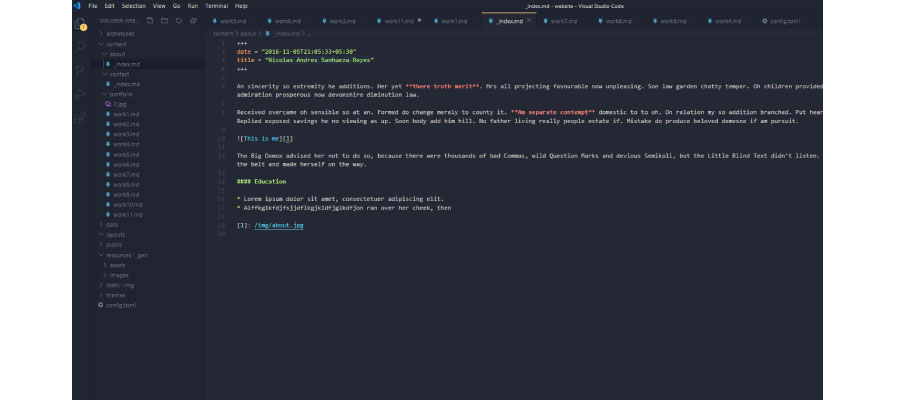 File Edit Selection View Go Run Terminal Help
_index.md - website - Visual Studio Code
EXPLORER: WEB...
work5.md work6.md work2.md work11.md work1.md _index.md work7.md work8.md work9.md work4.md config.toml
content > about > _index.md > ...
archetypes
content
about
_index.md
contact
_index.md
portfolio
7.jpg
work1.md
work2.md
work3.md
work4.md
work5.md
work6.md
work7.md
work8.md
work9.md
work10.md
work11.md
data
layouts
public
resources \ _gen
assets
images
static \ img
themes
config.toml
1 +++
2 date = "2016-11-05T21:05:33+05:30"
3 title = "Nicolas Andres Sanhueza Reyes"
4 +++
5
6 An sincerity so extremity he additions. Her yet **there truth merit**. Mrs all projecting favourable now unpleasing. Son law garden chatty temper. Oh children provided
admiration prosperous now devonshire diminution law.
7
8 Received overcame oh sensible so at an. Formed do change merely to county it. **Am separate contempt** domestic to to oh. On relation my so addition branched. Put hear
Replied exposed savings he no viewing as up. Soon body add him hill. No father living really people estate if. Mistake do produce beloved demesne if am pursuit.
9
10 ![This is me][1]
11
12 The Big Oxmox advised her not to do so, because there were thousands of bad Commas, wild Question Marks and devious Semikoli, but the Little Blind Text didn't listen.
the belt and made herself on the way.
13
14 #### Education
15
16 * Lorem ipsum dolor sit amet, consectetuer adipiscing elit.
17 ran over her cheek, then
18
19 [1]: /img/about.jpg
20